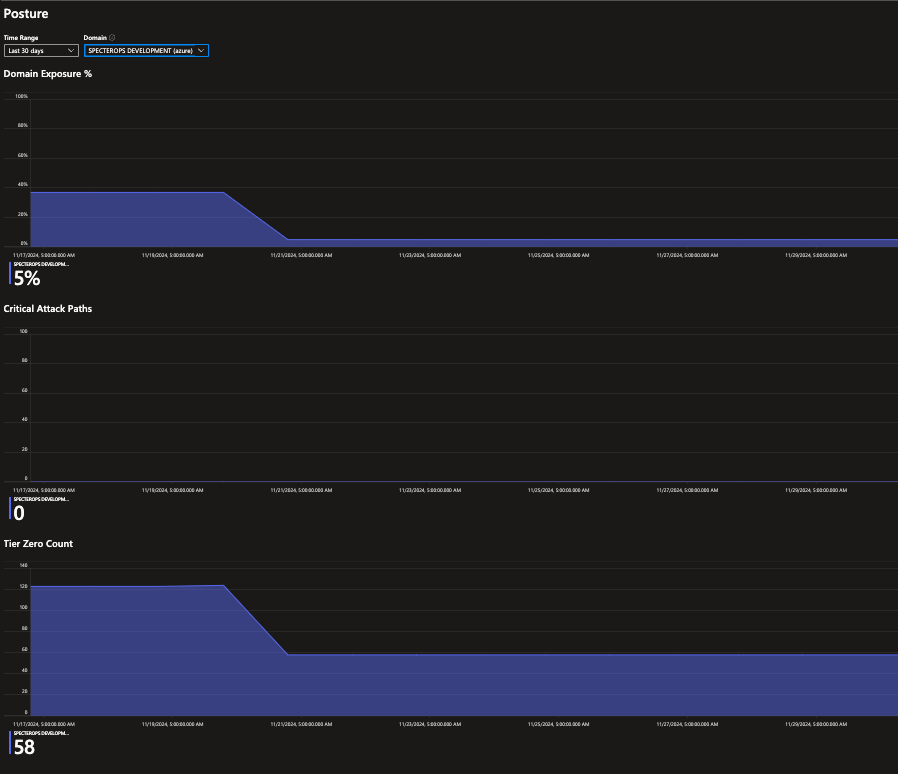 Posture
Time Range Domain
Last 30 days SPECTEROPS DEVELOPMENT (azure)
Domain Exposure %
100%
80%
60%
40%
20%
0%
11/17/2024, 5:00:00.000 AM 11/19/2024, 5:00:00.000 AM 11/21/2024, 5:00:00.000 AM 11/23/2024, 5:00:00.000 AM 11/25/2024, 5:00:00.000 AM 11/27/2024, 5:00:00.000 AM 11/29/2024, 5:00:00.000 AM
SPECTEROPS DEVELOPM...
5%
Critical Attack Paths
100
80
60
40
20
0
11/17/2024, 5:00:00.000 AM 11/19/2024, 5:00:00.000 AM 11/21/2024, 5:00:00.000 AM 11/23/2024, 5:00:00.000 AM 11/25/2024, 5:00:00.000 AM 11/27/2024, 5:00:00.000 AM 11/29/2024, 5:00:00.000 AM
SPECTEROPS DEVELOPM...
0
Tier Zero Count
140
120
100
80
60
40
20
0
11/17/2024, 5:00:00.000 AM 11/19/2024, 5:00:00.000 AM 11/21/2024, 5:00:00.000 AM 11/23/2024, 5:00:00.000 AM 11/25/2024, 5:00:00.000 AM 11/27/2024, 5:00:00.000 AM 11/29/2024, 5:00:00.000 AM
SPECTEROPS DEVELOPM...
58